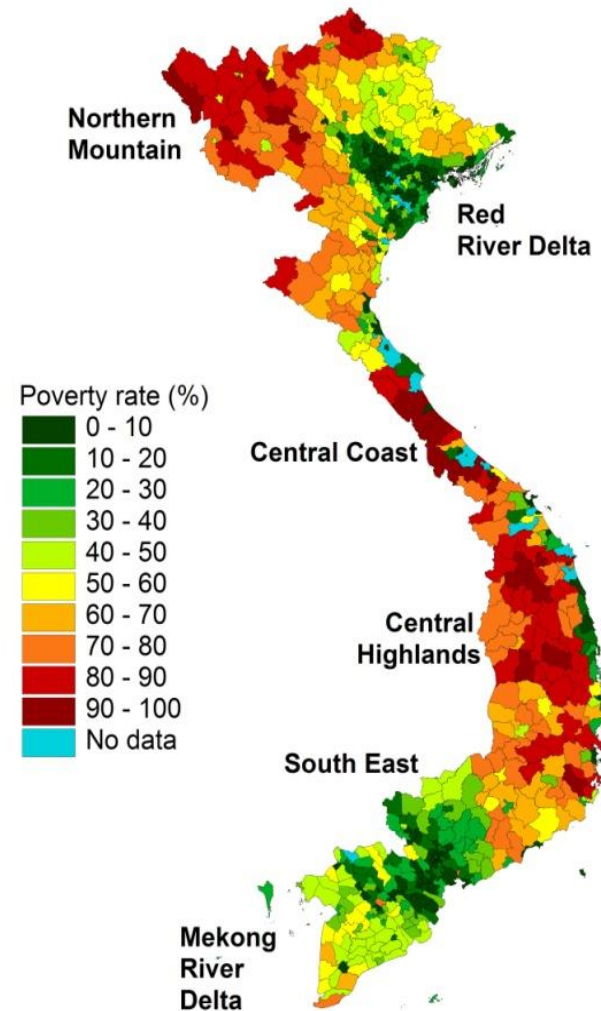 Northern
Mountain
Red
River Delta
Poverty rate (%)
0 - 10
10 - 20
20 - 30
30 - 40
40 - 50
50 - 60
60 - 70
70 - 80
80 - 90
90 - 100
No data
Central Coast
Central
Highlands
South East
Mekong
River
Delta